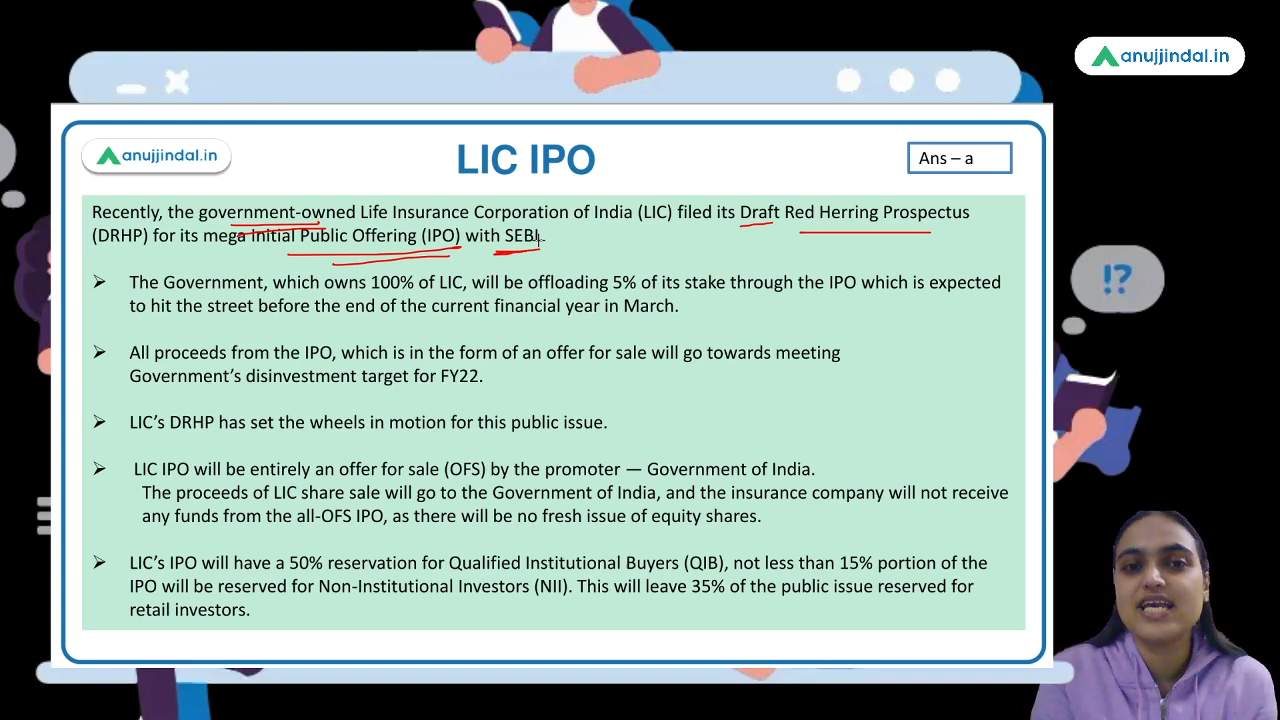 anujjindal.in
anujjindal.in
LIC IPO
Ans – a
Recently, the government-owned Life Insurance Corporation of India (LIC) filed its Draft Red Herring Prospectus
(DRHP) for its mega Initial Public Offering (IPO) with SEBI.
➢ The Government, which owns 100% of LIC, will be offloading 5% of its stake through the IPO which is expected
to hit the street before the end of the current financial year in March.
➢ All proceeds from the IPO, which is in the form of an offer for sale will go towards meeting
Government’s disinvestment target for FY22.
➢ LIC’s DRHP has set the wheels in motion for this public issue.
➢ LIC IPO will be entirely an offer for sale (OFS) by the promoter — Government of India.
The proceeds of LIC share sale will go to the Government of India, and the insurance company will not receive
any funds from the all-OFS IPO, as there will be no fresh issue of equity shares.
➢ LIC’s IPO will have a 50% reservation for Qualified Institutional Buyers (QIB), not less than 15% portion of the
IPO will be reserved for Non-Institutional Investors (NII). This will leave 35% of the public issue reserved for
retail investors.
!?